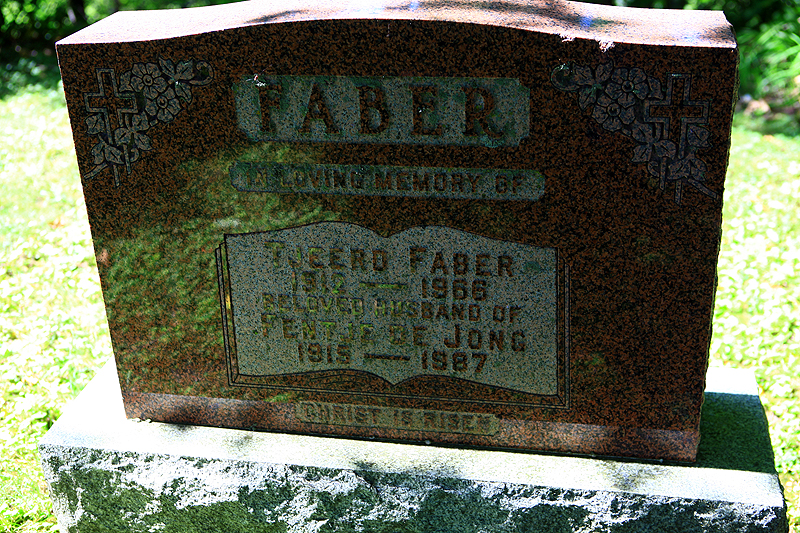 FABER
IN LOVING MEMORY OF
TJEERD FABER
1912 — 1966
BELOVED HUSBAND OF
FENTJE DE JONG
1915 — 1987
CHRIST IS RISEN